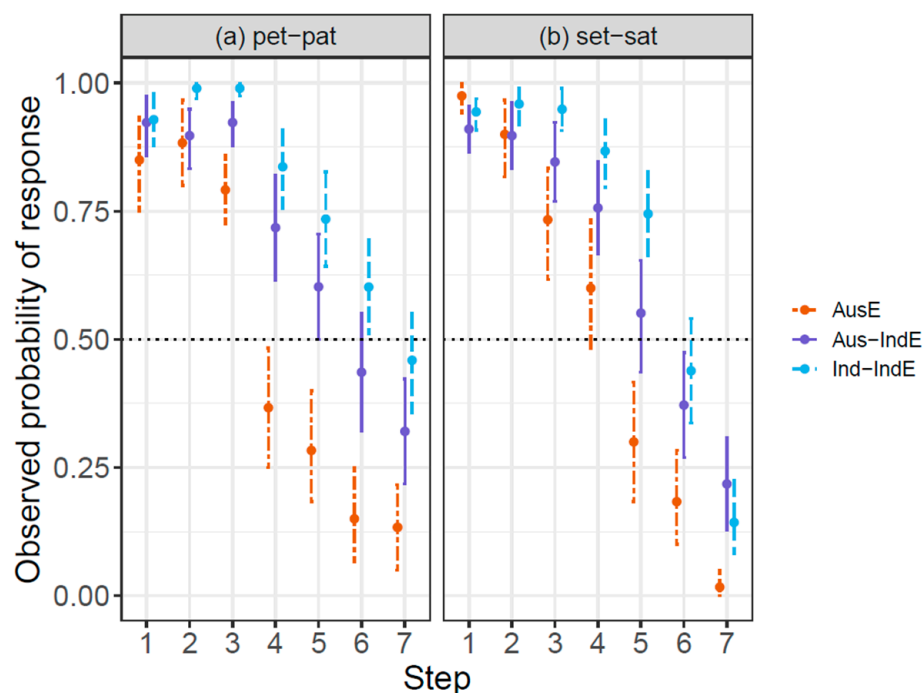 (a) pet−pat
(b) set−sat
Observed probability of response
1.00
0.75
0.50
0.25
0.00
1 2 3 4 5 6 7
1 2 3 4 5 6 7
Step
AusE
Aus−IndE
Ind−IndE